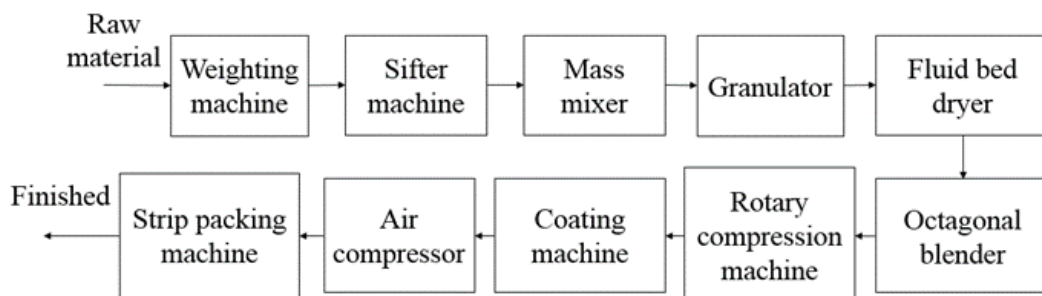 Raw
material
Weighting
machine
Sifter
machine
Mass
mixer
Granulator
Fluid bed
dryer
Octagonal
blender
Rotary
compression
machine
Coating
machine
Air
compressor
Strip packing
machine
Finished